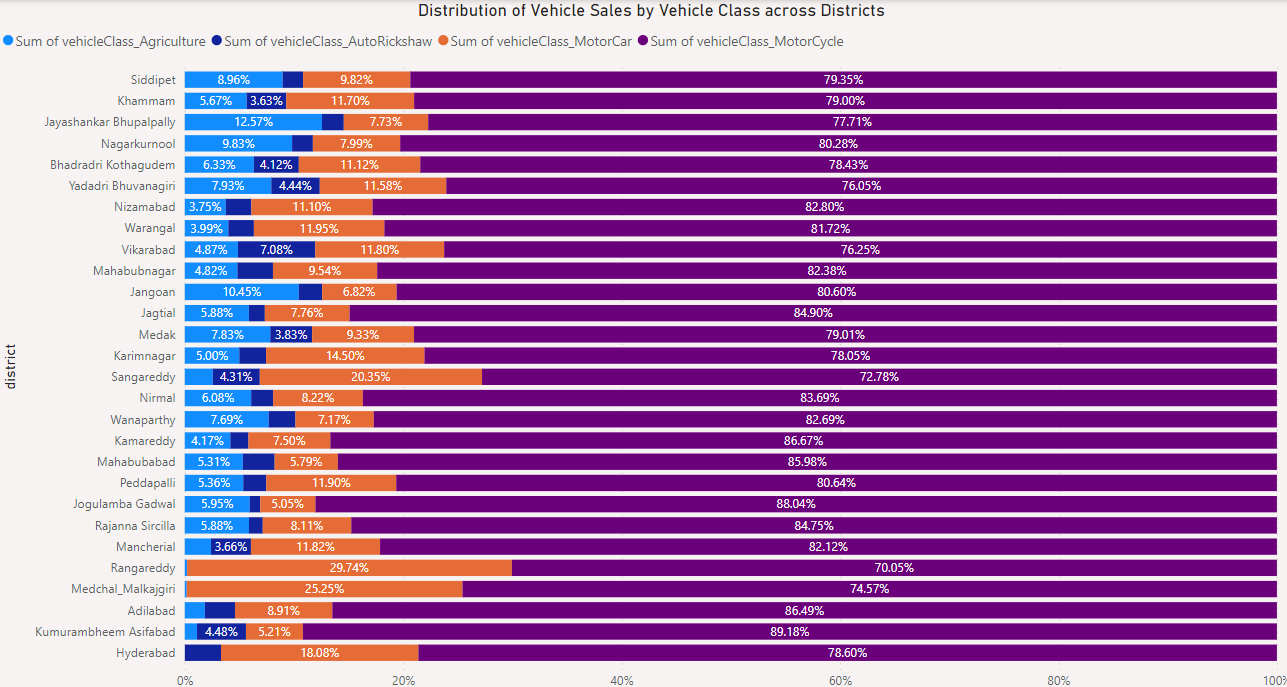 Distribution of Vehicle Sales by Vehicle Class across Districts
Sum of vehicleClass_Agriculture Sum of vehicleClass_AutoRickshaw Sum of vehicleClass_MotorCar Sum of vehicleClass_MotorCycle
district
Siddipet 8.96% 9.82% 79.35%
Khammam 5.67% 3.63% 11.70% 79.00%
Jayashankar Bhupalpally 12.57% 7.73% 77.71%
Nagarkurnool 9.83% 7.99% 80.28%
Bhadradri Kothagudem 6.33% 4.12% 11.12% 78.43%
Yadadri Bhuvanagiri 7.93% 4.44% 11.58% 76.05%
Nizamabad 3.75% 11.10% 82.80%
Warangal 3.99% 11.95% 81.72%
Vikarabad 4.87% 7.08% 11.80% 76.25%
Mahabubnagar 4.82% 9.54% 82.38%
Jangoan 10.45% 6.82% 80.60%
Jagtial 5.88% 7.76% 84.90%
Medak 7.83% 3.83% 9.33% 79.01%
Karimnagar 5.00% 14.50% 78.05%
Sangareddy 4.31% 20.35% 72.78%
Nirmal 6.08% 8.22% 83.69%
Wanaparthy 7.69% 7.17% 82.69%
Kamareddy 4.17% 7.50% 86.67%
Mahabubabad 5.31% 5.79% 85.98%
Peddapalli 5.36% 11.90% 80.64%
Jogulamba Gadwal 5.95% 5.05% 88.04%
Rajanna Sircilla 5.88% 8.11% 84.75%
Mancherial 3.66% 11.82% 82.12%
Rangareddy 29.74% 70.05%
Medchal_Malkajgiri 25.25% 74.57%
Adilabad 8.91% 86.49%
Kumurambheem Asifabad 4.48% 5.21% 89.18%
Hyderabad 18.08% 78.60%
0% 20% 40% 60% 80% 100%